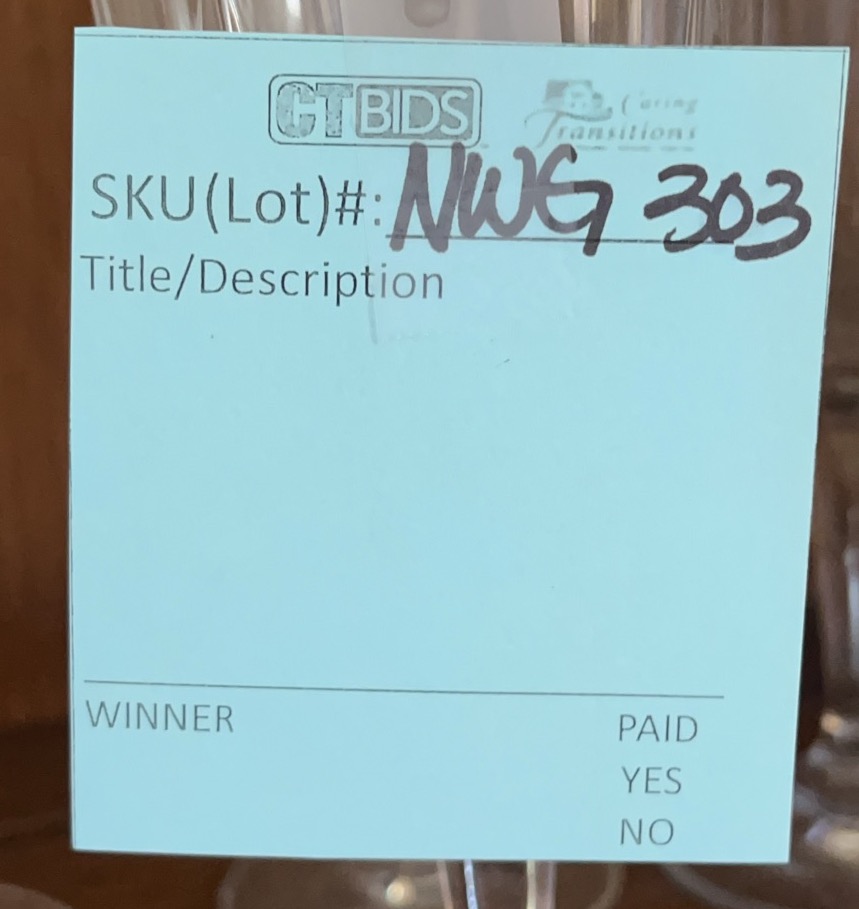 CTBIDS
Caring
Transitions
SKU(Lot)#: NWG 303
Title/Description
WINNER
PAID
YES
NO